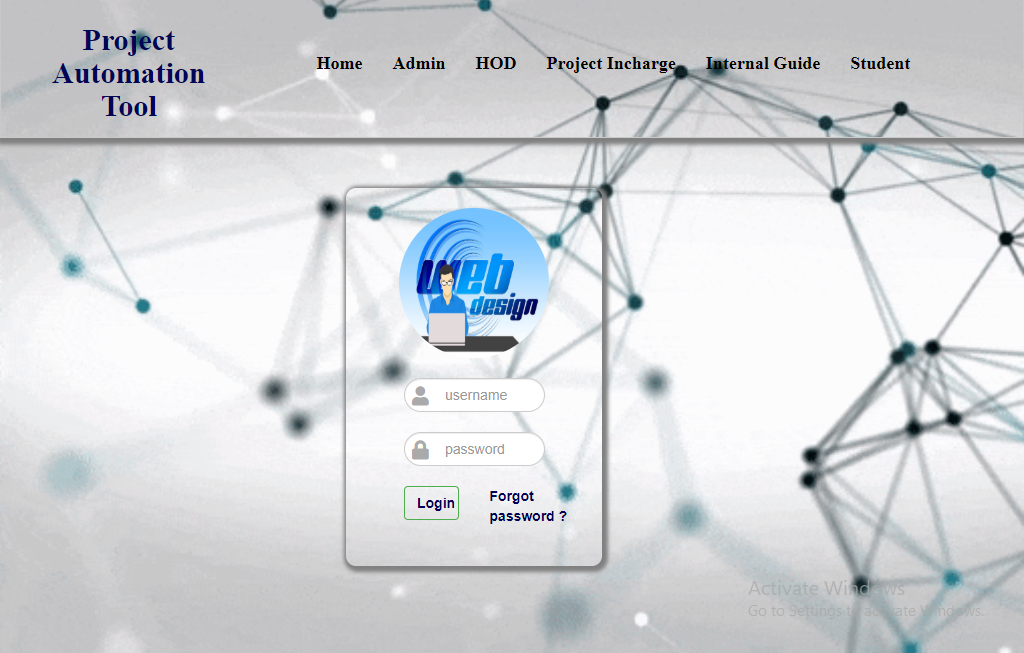 Project
Automation
Tool
Home Admin HOD Project Incharge Internal Guide Student
web
design
username
password
Login
Forgot
password ?
Activate Windows
Go to Settings to activate Windows.